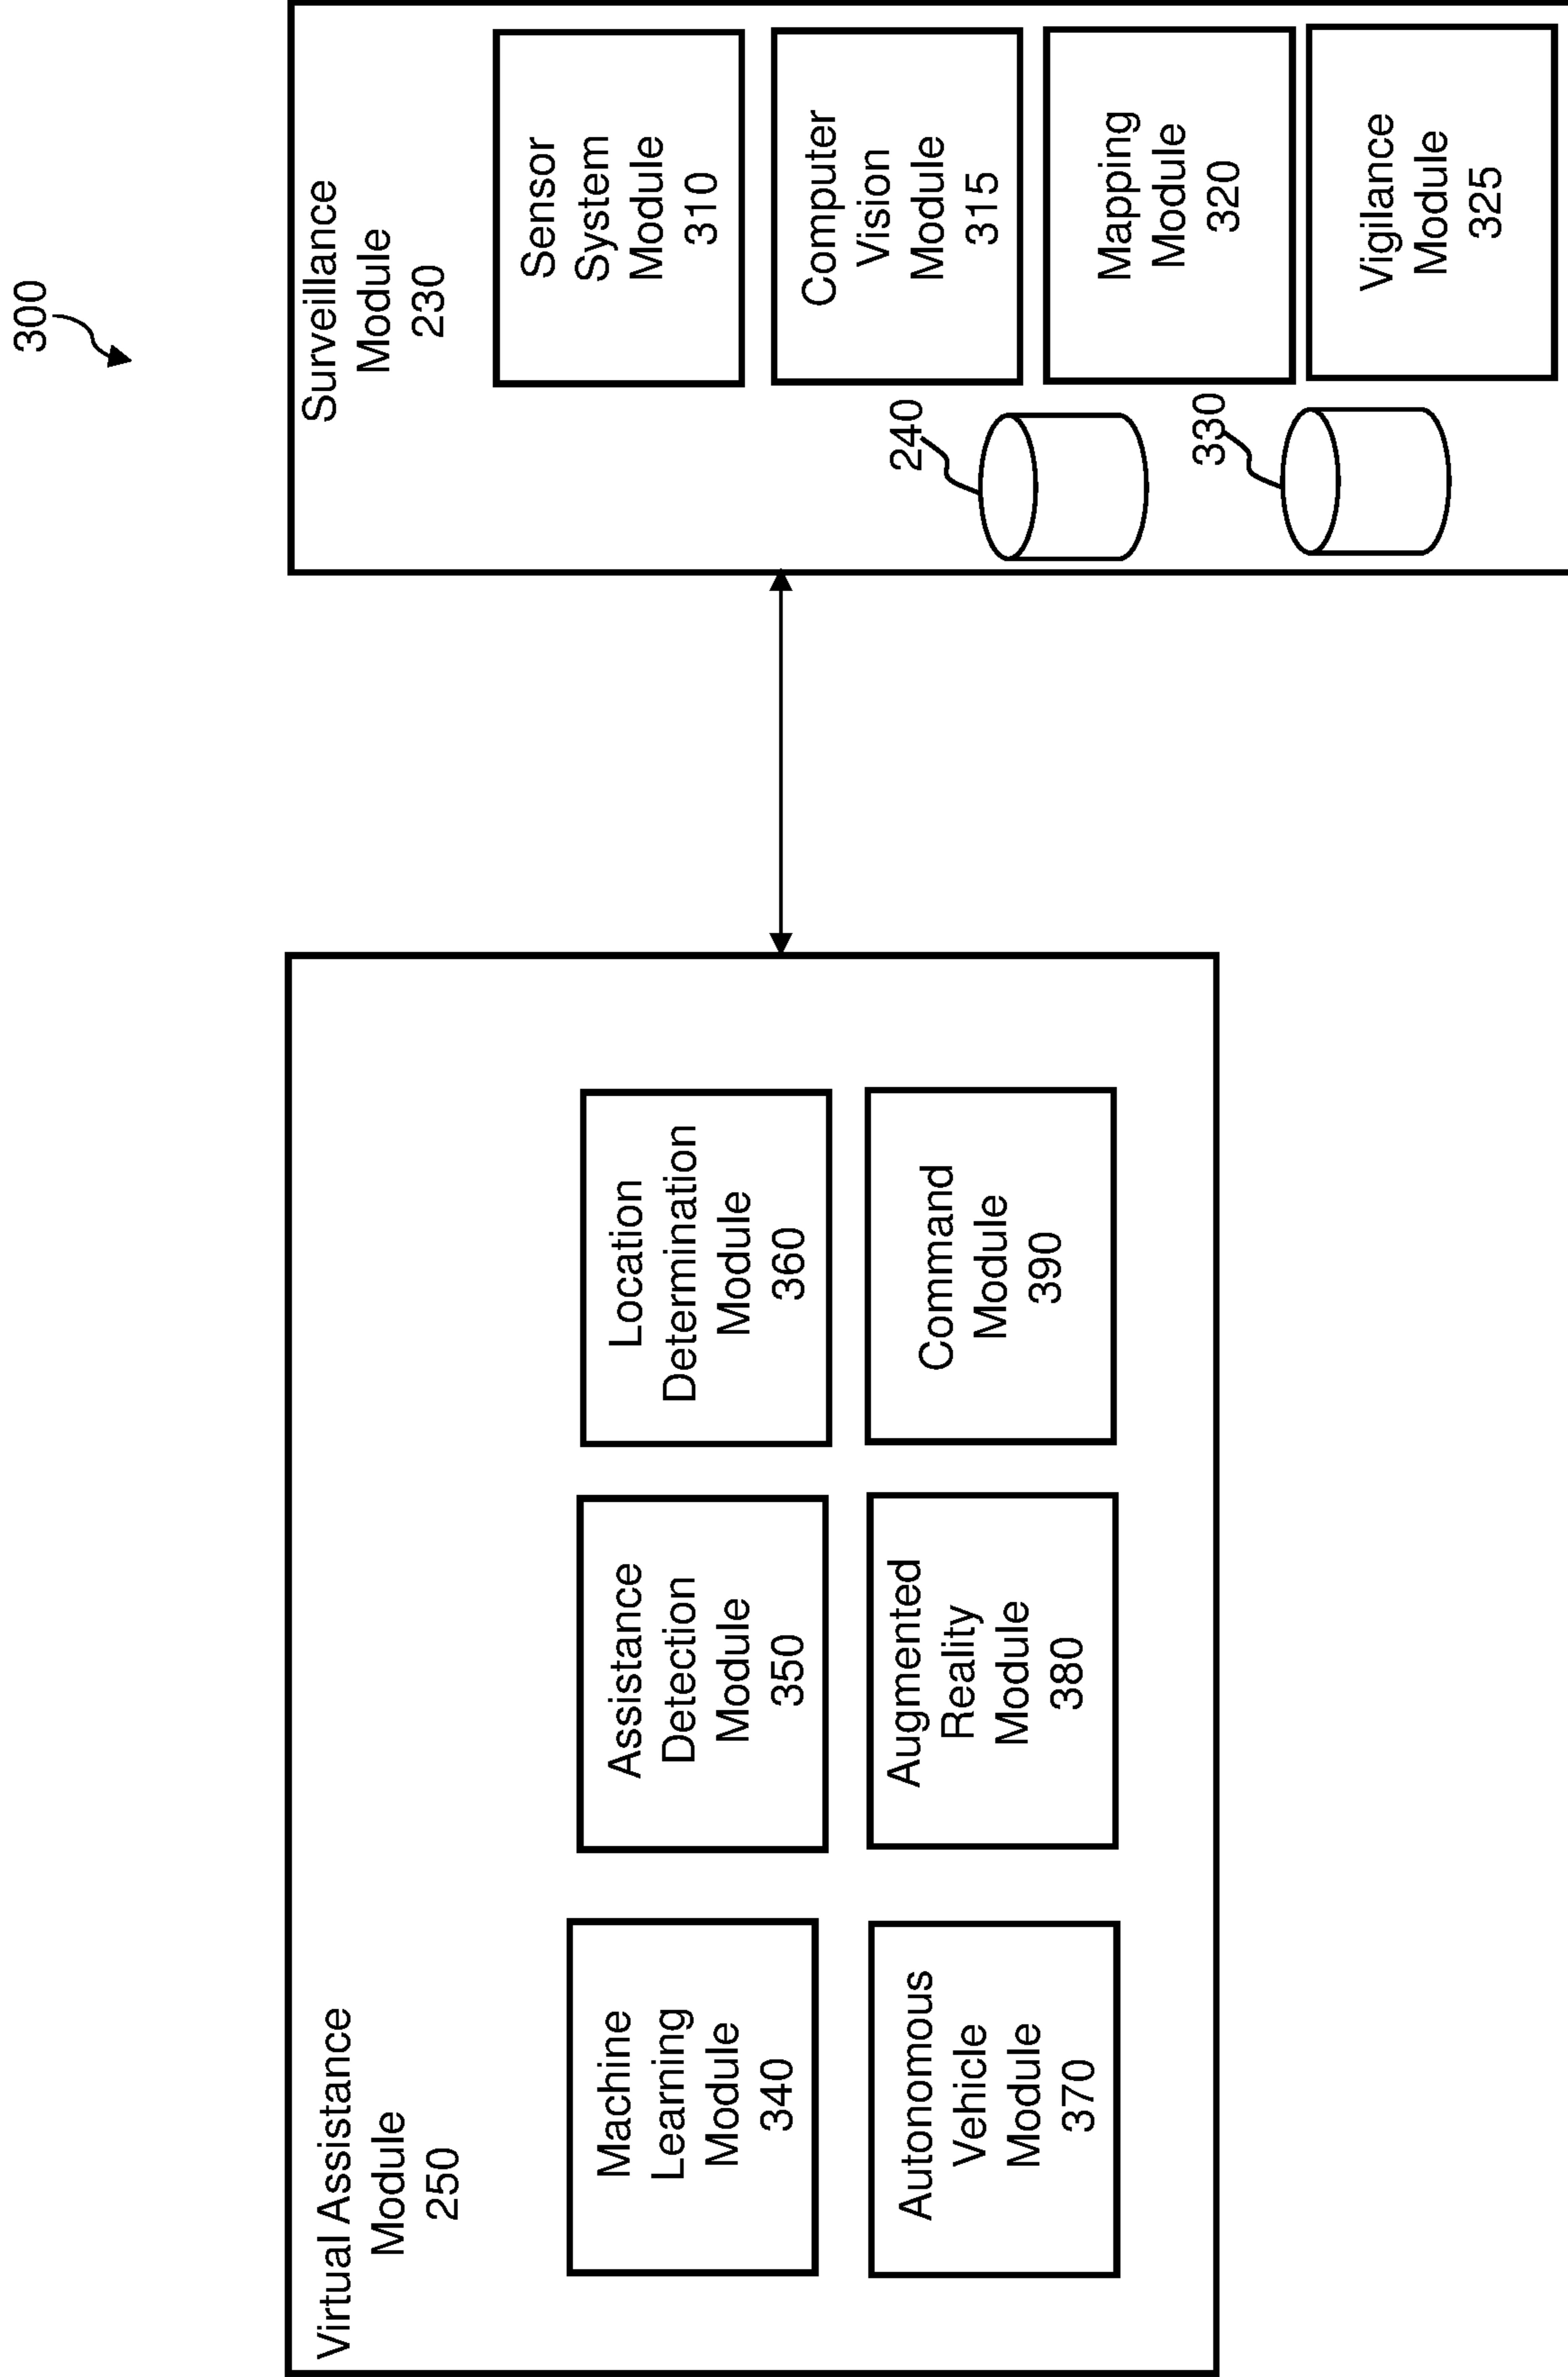 300
Virtual Assistance
Module
250
Machine
Learning
Module
340
Assistance
Detection
Module
350
Location
Determination
Module
360
Autonomous
Vehicle
Module
370
Augmented
Reality
Module
380
Command
Module
390
Surveillance
Module
230
Sensor
System
Module
310
Computer
Vision
Module
315
Mapping
Module
320
Vigilance
Module
325
240
330